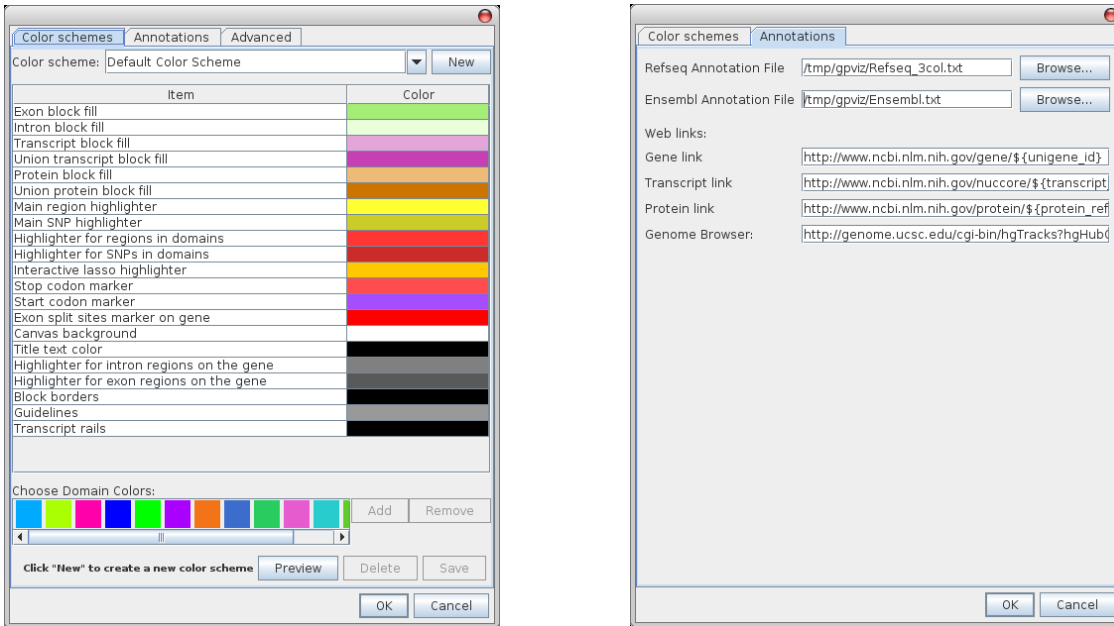 Color schemes Annotations Advanced
Color scheme: Default Color Scheme New
Item Color
Exon block fill
Intron block fill
Transcript block fill
Union transcript block fill
Protein block fill
Union protein block fill
Main region highlighter
Main SNP highlighter
Highlighter for regions in domains
Highlighter for SNPs in domains
Interactive lasso highlighter
Stop codon marker
Start codon marker
Exon split sites marker on gene
Canvas background
Title text color
Highlighter for intron regions on the gene
Highlighter for exon regions on the gene
Block borders
Guidelines
Transcript rails
Choose Domain Colors:
Add Remove
Click "New" to create a new color scheme Preview Delete Save
OK Cancel
Color schemes Annotations
Refseq Annotation File /tmp/gpviz/Refseq_3col.txt Browse...
Ensembl Annotation File /tmp/gpviz/Ensembl.txt Browse...
Web links:
Gene link http://www.ncbi.nlm.nih.gov/gene/${unigene_id}
Transcript link http://www.ncbi.nlm.nih.gov/nuccore/${transcript_
Protein link http://www.ncbi.nlm.nih.gov/protein/${protein_ref
Genome Browser: http://genome.ucsc.edu/cgi-bin/hgTracks?hgHub
OK Cancel